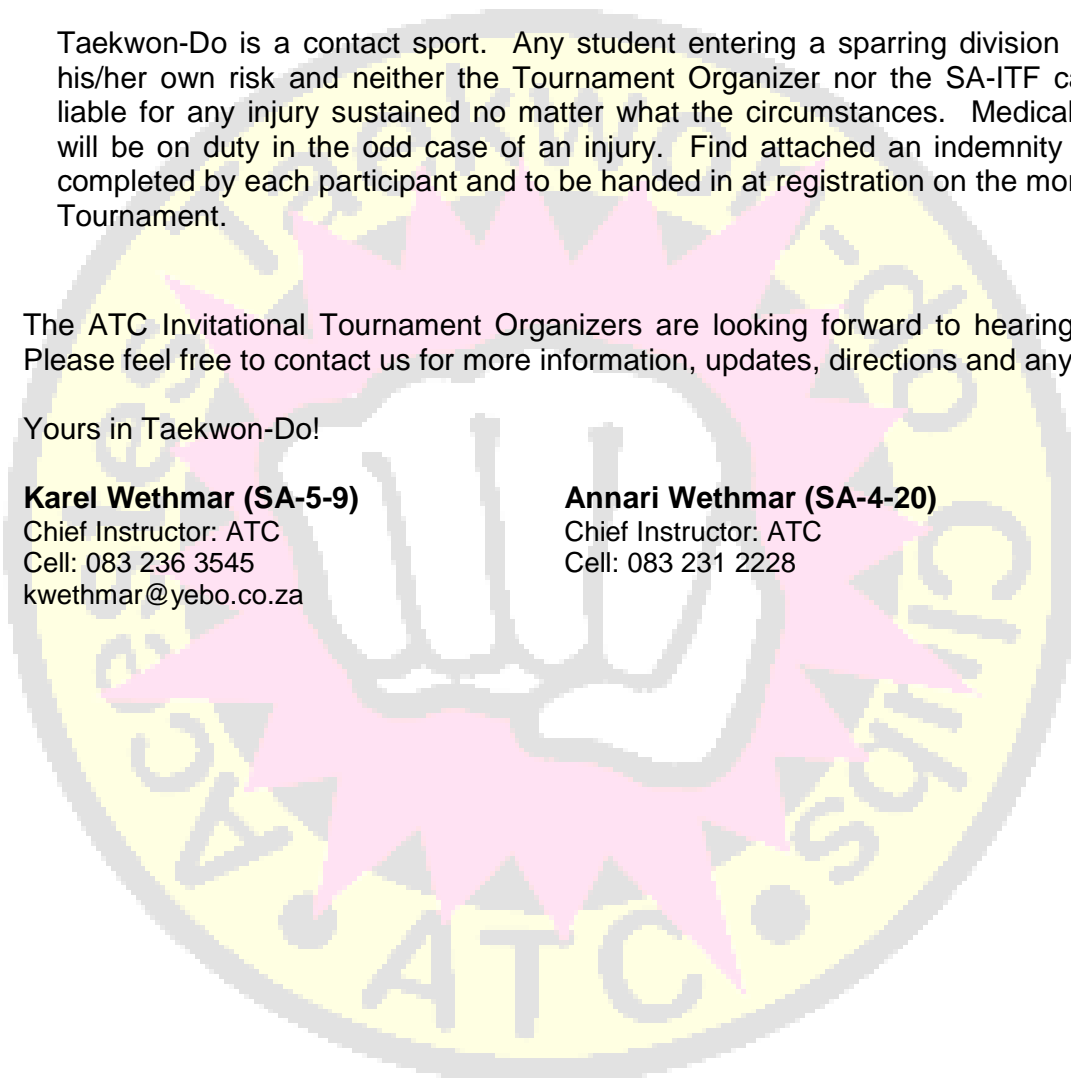 Taekwon-Do is a contact sport. Any student entering a sparring division
his/her own risk and neither the Tournament Organizer nor the SA-ITF ca
liable for any injury sustained no matter what the circumstances. Medical
will be on duty in the odd case of an injury. Find attached an indemnity
completed by each participant and to be handed in at registration on the mor
Tournament.
The ATC Invitational Tournament Organizers are looking forward to hearing
Please feel free to contact us for more information, updates, directions and any
Yours in Taekwon-Do!
Karel Wethmar (SA-5-9) Annari Wethmar (SA-4-20)
Chief Instructor: ATC Chief Instructor: ATC
Cell: 083 236 3545 Cell: 083 231 2228
kwethmar@yebo.co.za
Taekwon-do Clubs
• ATC •